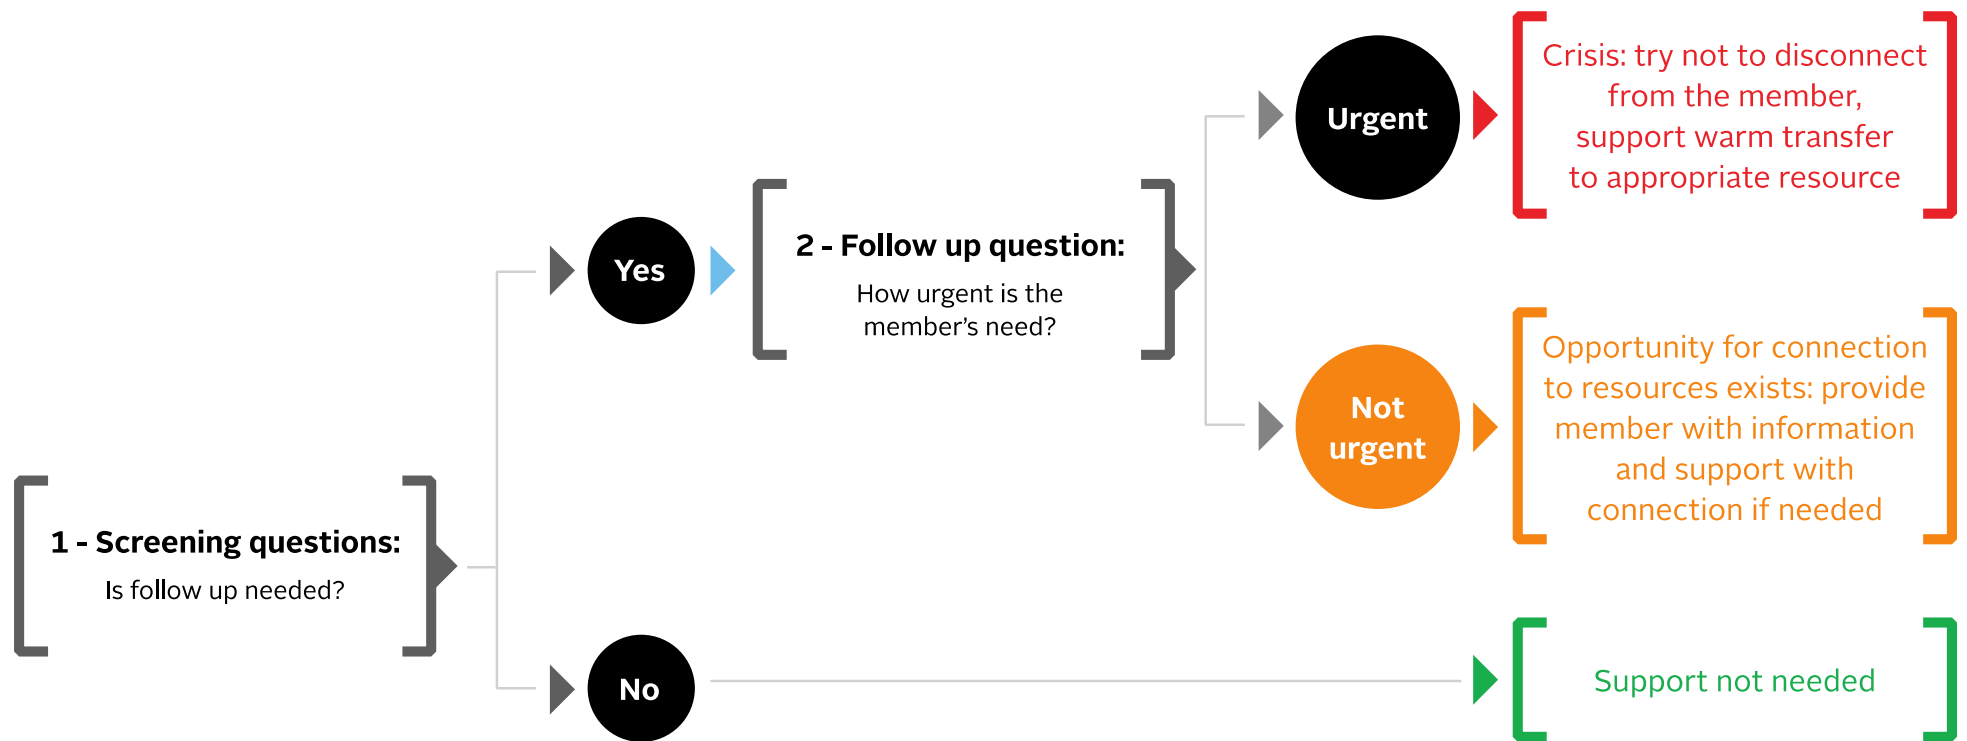 1 - Screening questions:
Is follow up needed?
Yes
No
2 - Follow up question:
How urgent is the
member’s need?
Urgent
Not
urgent
Crisis: try not to disconnect
from the member,
support warm transfer
to appropriate resource
Opportunity for connection
to resources exists: provide
member with information
and support with
connection if needed
Support not needed